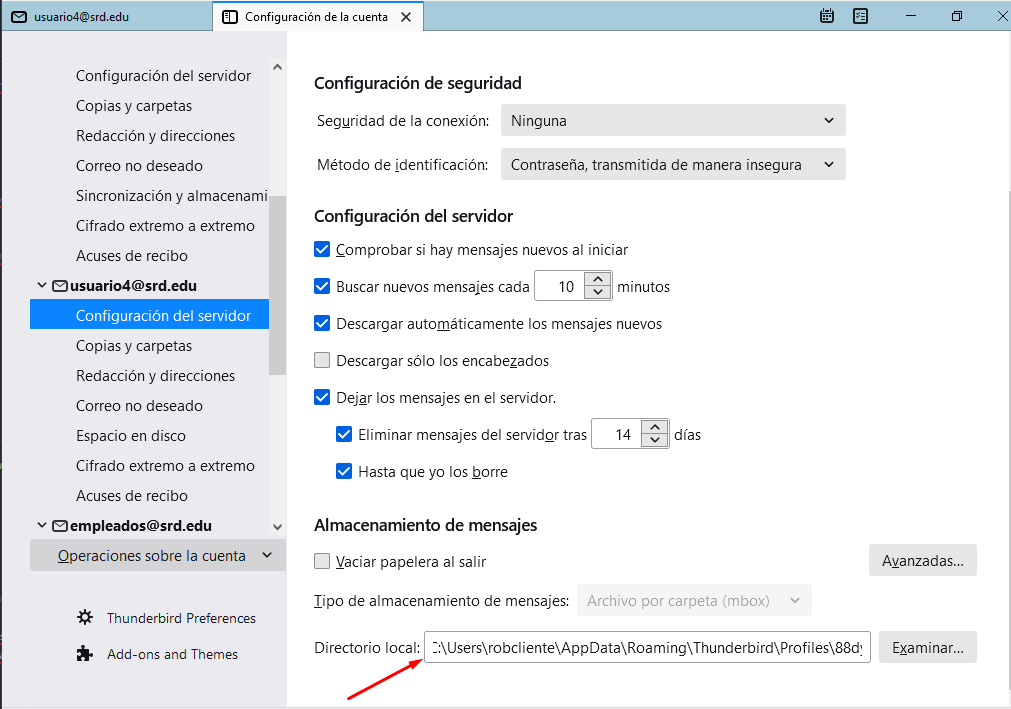 usuario4@srd.edu
Configuración de la cuenta
Configuración del servidor
Copias y carpetas
Redacción y direcciones
Correo no deseado
Sincronización y almacenami
Cifrado extremo a extremo
Acuses de recibo
usuario4@srd.edu
Configuración del servidor
Copias y carpetas
Redacción y direcciones
Correo no deseado
Espacio en disco
Cifrado extremo a extremo
Acuses de recibo
empleados@srd.edu
Operaciones sobre la cuenta
Thunderbird Preferences
Add-ons and Themes
Configuración de seguridad
Seguridad de la conexión: Ninguna
Método de identificación: Contraseña, transmitida de manera insegura
Configuración del servidor
Comprobar si hay mensajes nuevos al iniciar
Buscar nuevos mensajes cada 10 minutos
Descargar automáticamente los mensajes nuevos
Descargar sólo los encabezados
Dejar los mensajes en el servidor.
Eliminar mensajes del servidor tras 14 días
Hasta que yo los borre
Almacenamiento de mensajes
Vaciar papelera al salir Avanzadas...
Tipo de almacenamiento de mensajes: Archivo por carpeta (mbox)
Directorio local: C:\Users\robcliente\AppData\Roaming\Thunderbird\Profiles\88dy Examinar...